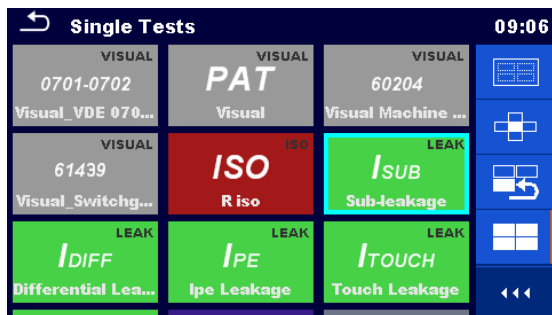 Single Tests
09:06
VISUAL
0701-0702
Visual_VDE 070...
VISUAL
PAT
Visual
VISUAL
60204
Visual Machine ...
VISUAL
61439
Visual_Switchg...
ISO
ISO
R iso
LEAK
ISUB
Sub-leakage
LEAK
IDIFF
Differential Lea...
LEAK
IPE
Ipe Leakage
LEAK
ITOUCH
Touch Leakage